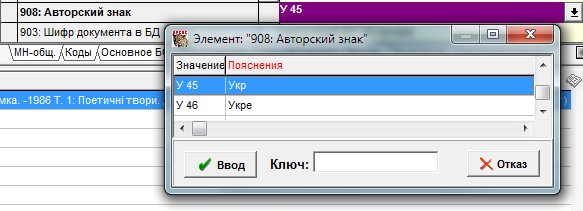 908: Авторский знак
У 45
903: Шифр документа в БД
МН-общ. Коды Основное Б
мка. -1986 Т. 1: Поетичні твори.
Элемент: "908: Авторский знак"
Значение Пояснения
У 45 Укр
У 46 Укре
Ввод
Ключ:
Отказ